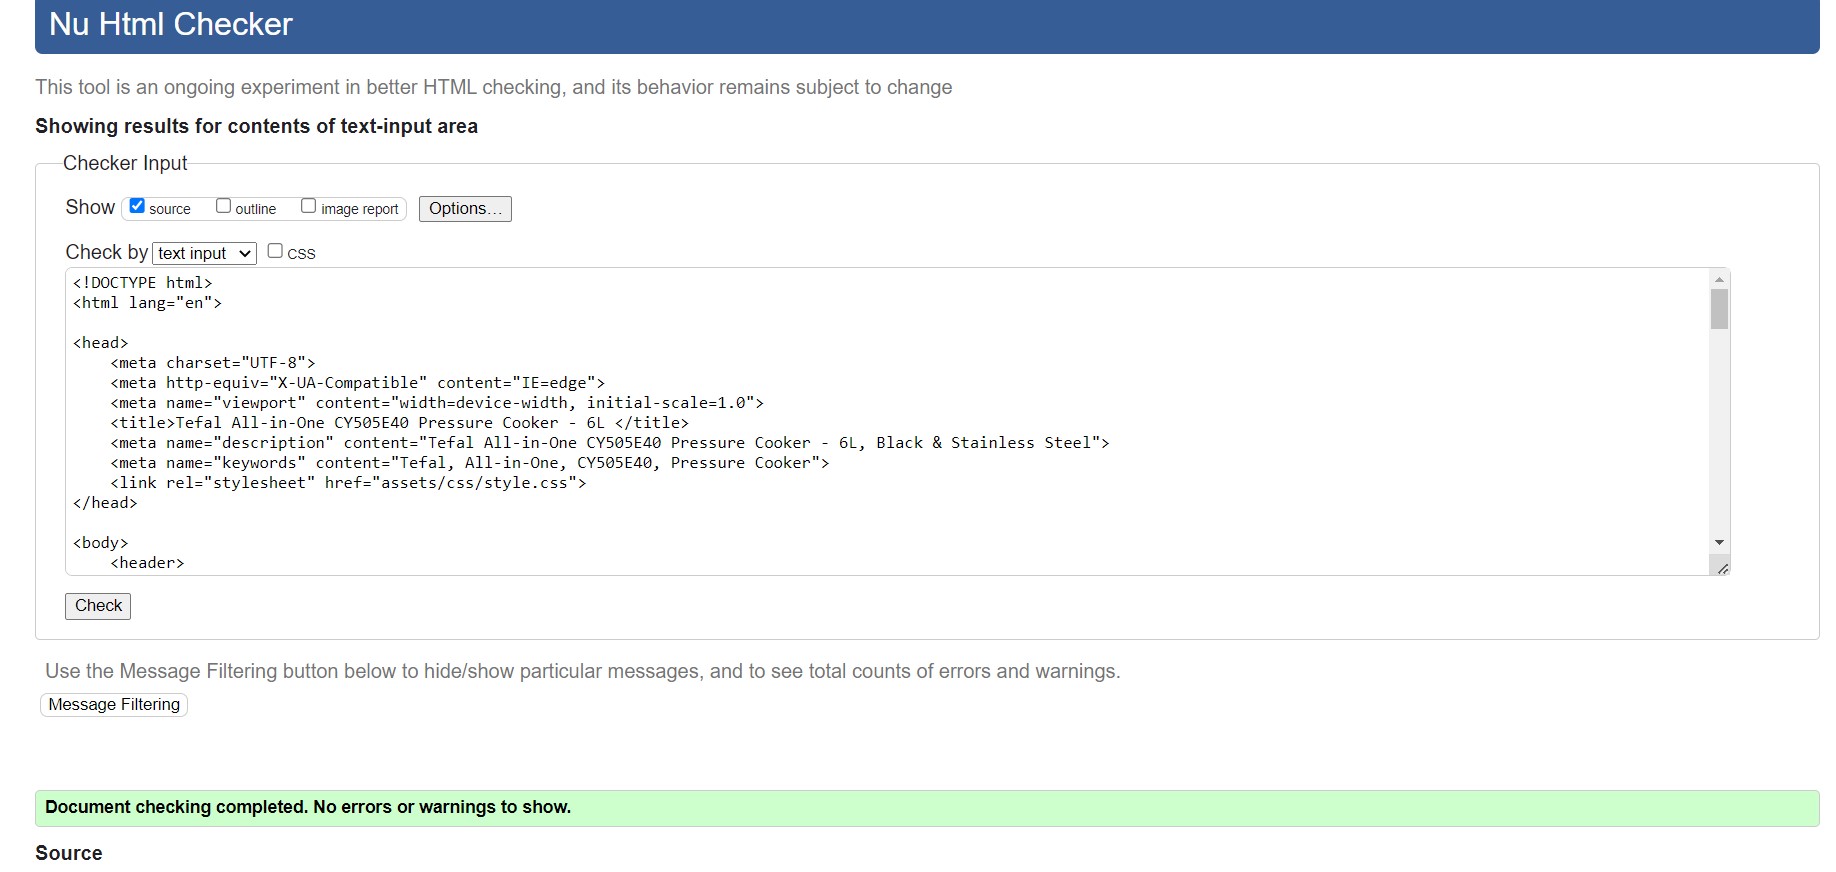 Nu Html Checker
This tool is an ongoing experiment in better HTML checking, and its behavior remains subject to change
Showing results for contents of text-input area
Checker Input
Show source outline image report Options...
Check by text input css
<!DOCTYPE html>
<html lang="en">
<head>
    <meta charset="UTF-8">
    <meta http-equiv="X-UA-Compatible" content="IE=edge">
    <meta name="viewport" content="width=device-width, initial-scale=1.0">
    <title>Tefal All-in-One CY505E40 Pressure Cooker - 6L </title>
    <meta name="description" content="Tefal All-in-One CY505E40 Pressure Cooker - 6L, Black & Stainless Steel">
    <meta name="keywords" content="Tefal, All-in-One, CY505E40, Pressure Cooker">
    <link rel="stylesheet" href="assets/css/style.css">
</head>
<body>
    <header>
Check
Use the Message Filtering button below to hide/show particular messages, and to see total counts of errors and warnings.
Message Filtering
Document checking completed. No errors or warnings to show.
Source